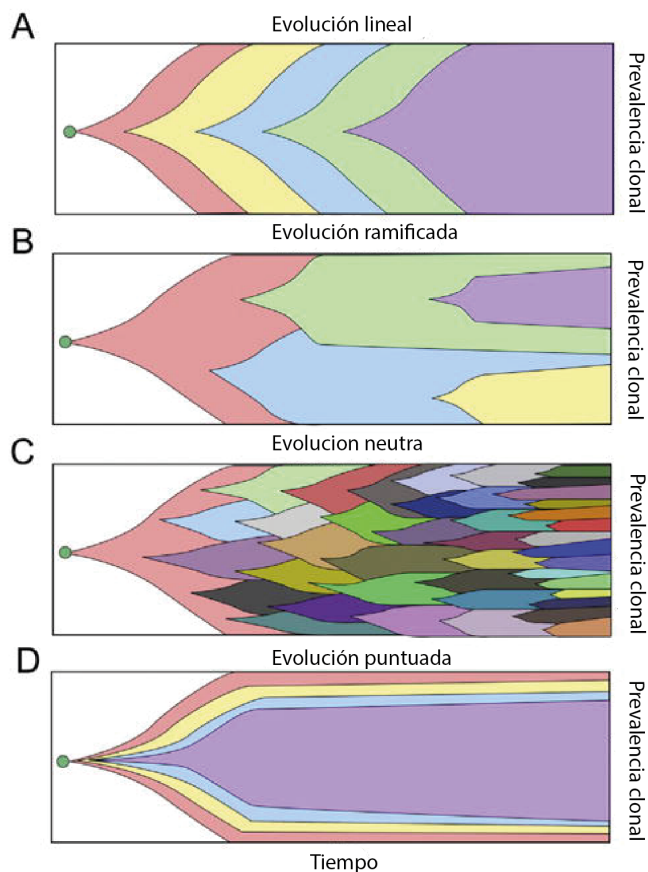 A
Evolución lineal
Prevalencia clonal
B
Evolución ramificada
Prevalencia clonal
C
Evolucion neutra
Prevalencia clonal
D
Evolución puntuada
Prevalencia clonal
Tiempo